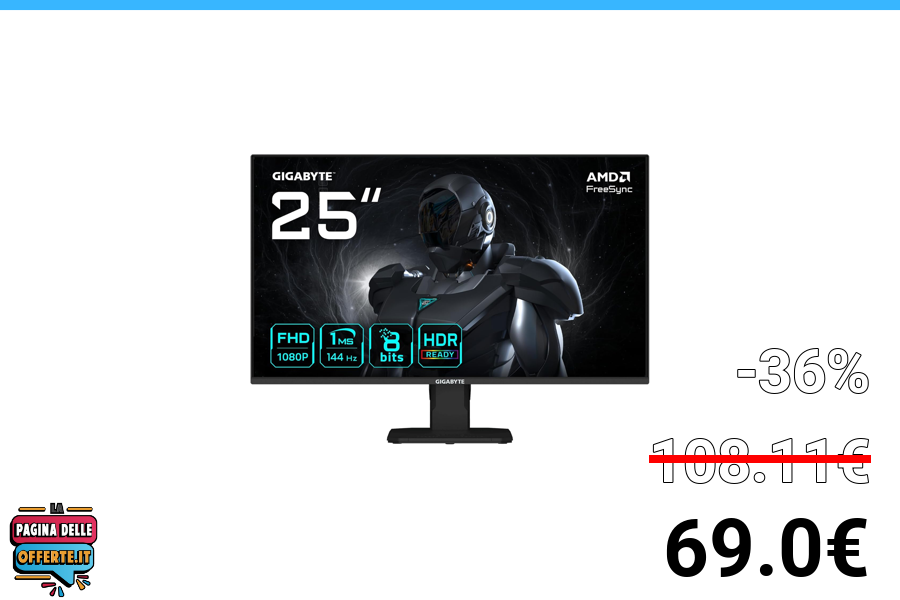 GIGABYTE
25"
AMD
FreeSync
FHD
1080P
1MS
144 Hz
8
bits
HDR
READY
GIGABYTE
-36%
108.11€
69.0€
LA
PAGINA DELLE
OFFERTE.IT